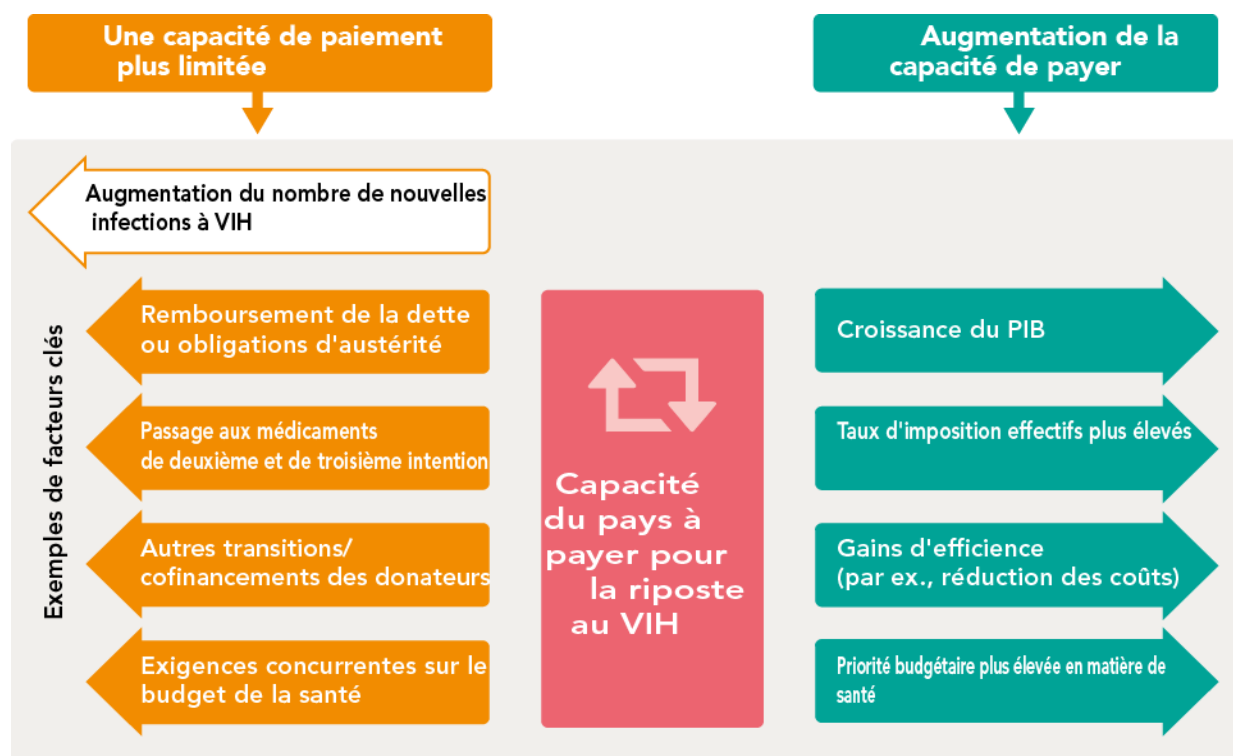 Une capacité de paiement
plus limitée
Augmentation de la
capacité de payer
Exemples de facteurs clés
Augmentation du nombre de nouvelles
infections à VIH
Remboursement de la dette
ou obligations d'austérité
Passage aux médicaments
de deuxième et de troisième intention
Autres transitions/
cofinancements des donateurs
Exigences concurrentes sur le
budget de la santé
Capacité
du pays à
payer pour
la riposte
au VIH
Croissance du PIB
Taux d'imposition effectifs plus élevés
Gains d'efficience
(par ex., réduction des coûts)
Priorité budgétaire plus élevée en matière de
santé